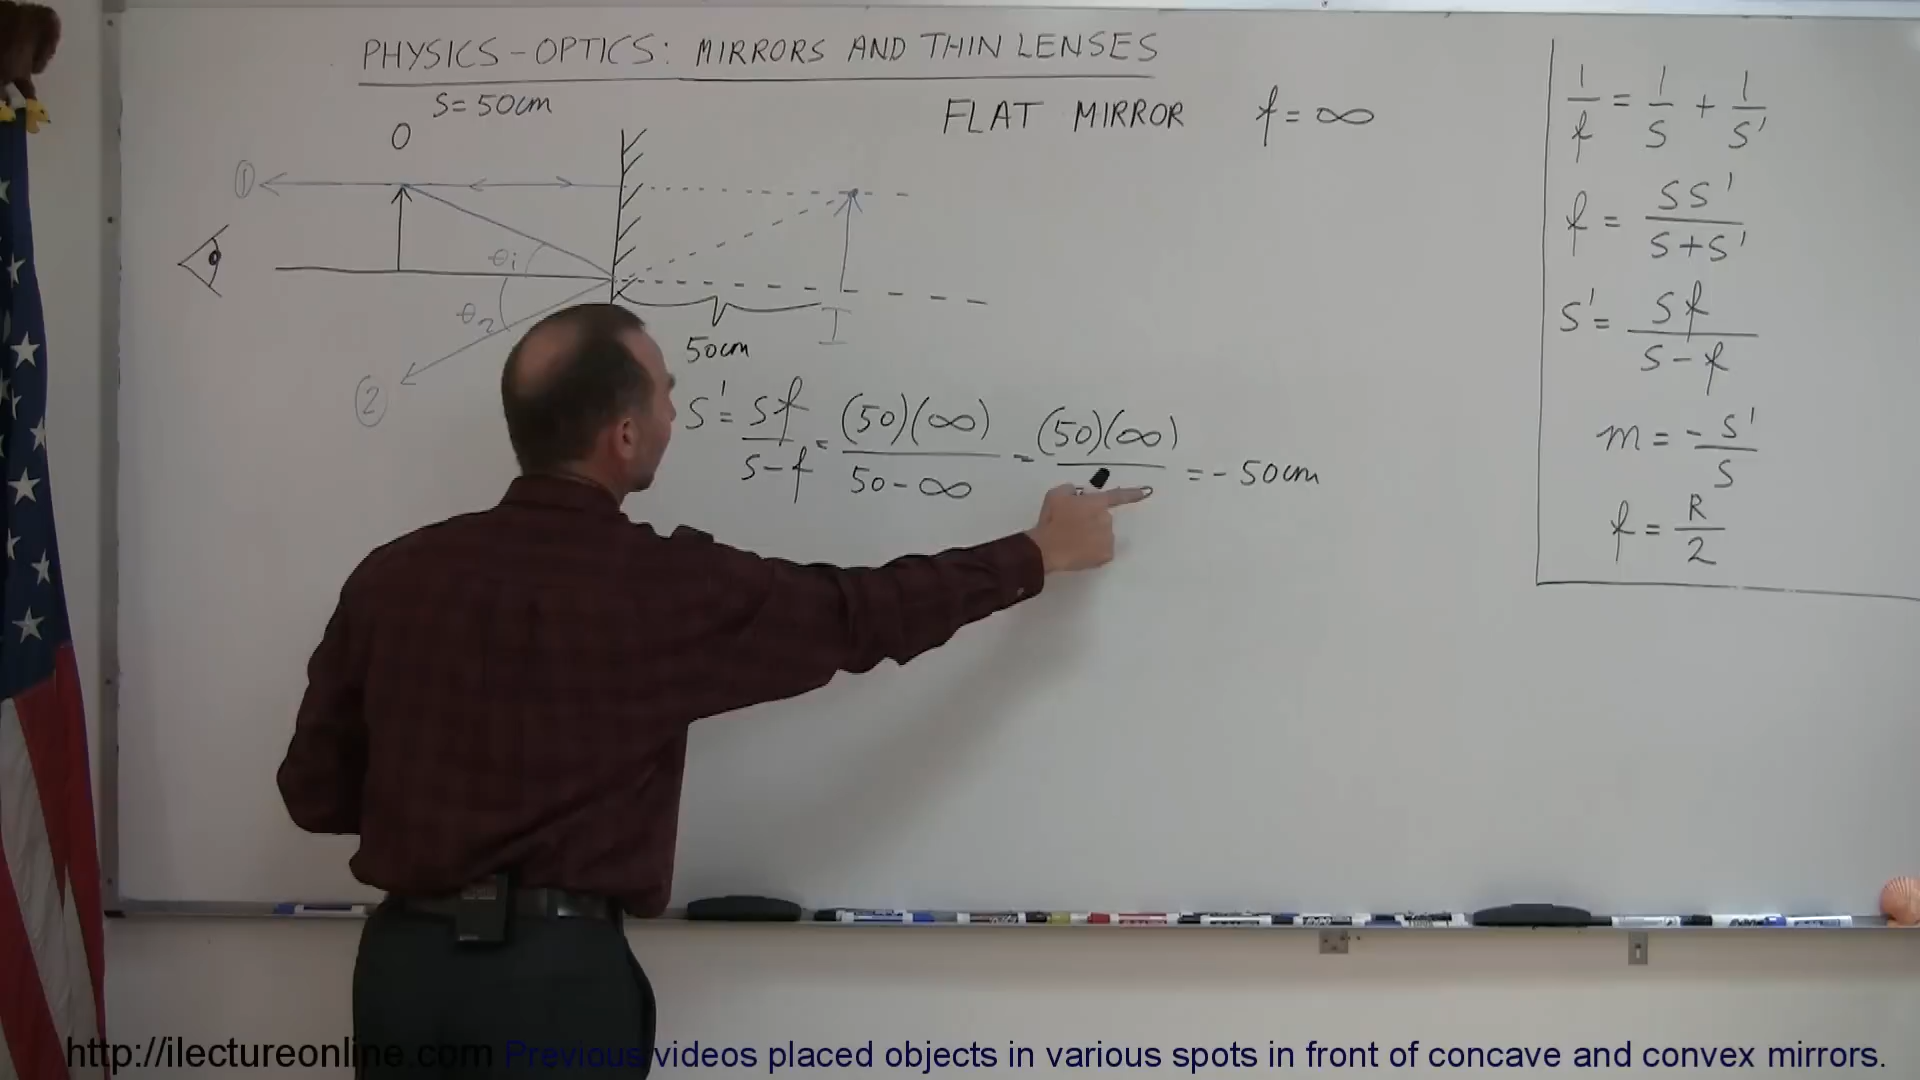 PHYSICS-OPTICS: MIRRORS AND THIN LENSES
S=50cm
FLAT MIRROR f=∞
O
①
θi
θ2
②
50cm
I
S'= sf/s-f = (50)(∞)/50-∞ = (50)(∞)/ = -50cm
1/f = 1/s + 1/s'
f = ss'/s+s'
s'= sf/s-f
m = -s'/s
f = R/2
http://ilectureonline.com Previous videos placed objects in various spots in front of concave and convex mirrors.